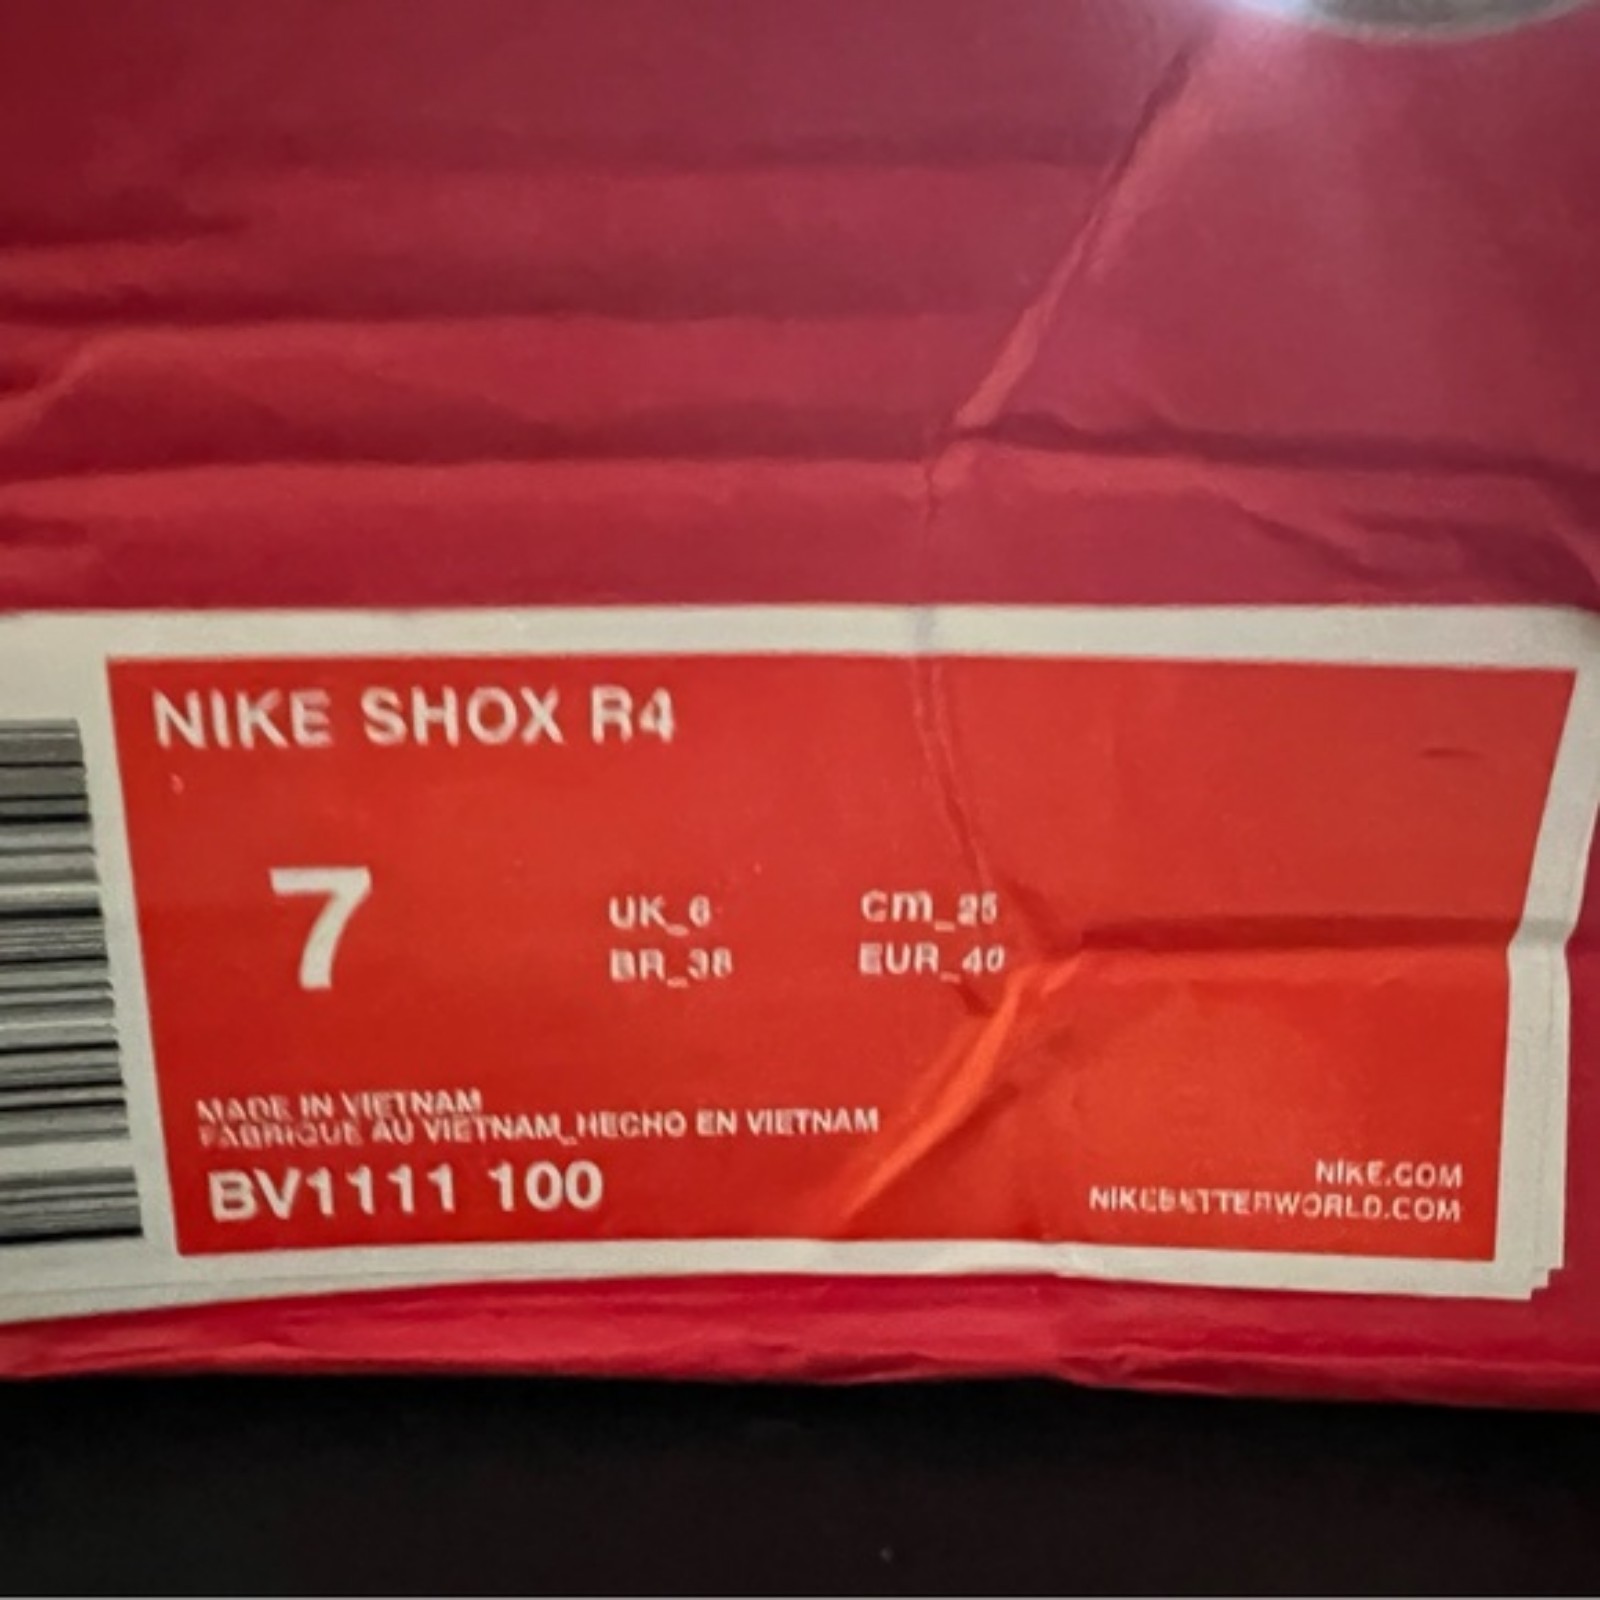 NIKE SHOX R4
7
UK_6 CM_25
BR_38 EUR_40
MADE IN VIETNAM
FABRIQUE AU VIETNAM_HECHO EN VIETNAM
BV1111 100
NIKE.COM
NIKEBETTERWORLD.COM